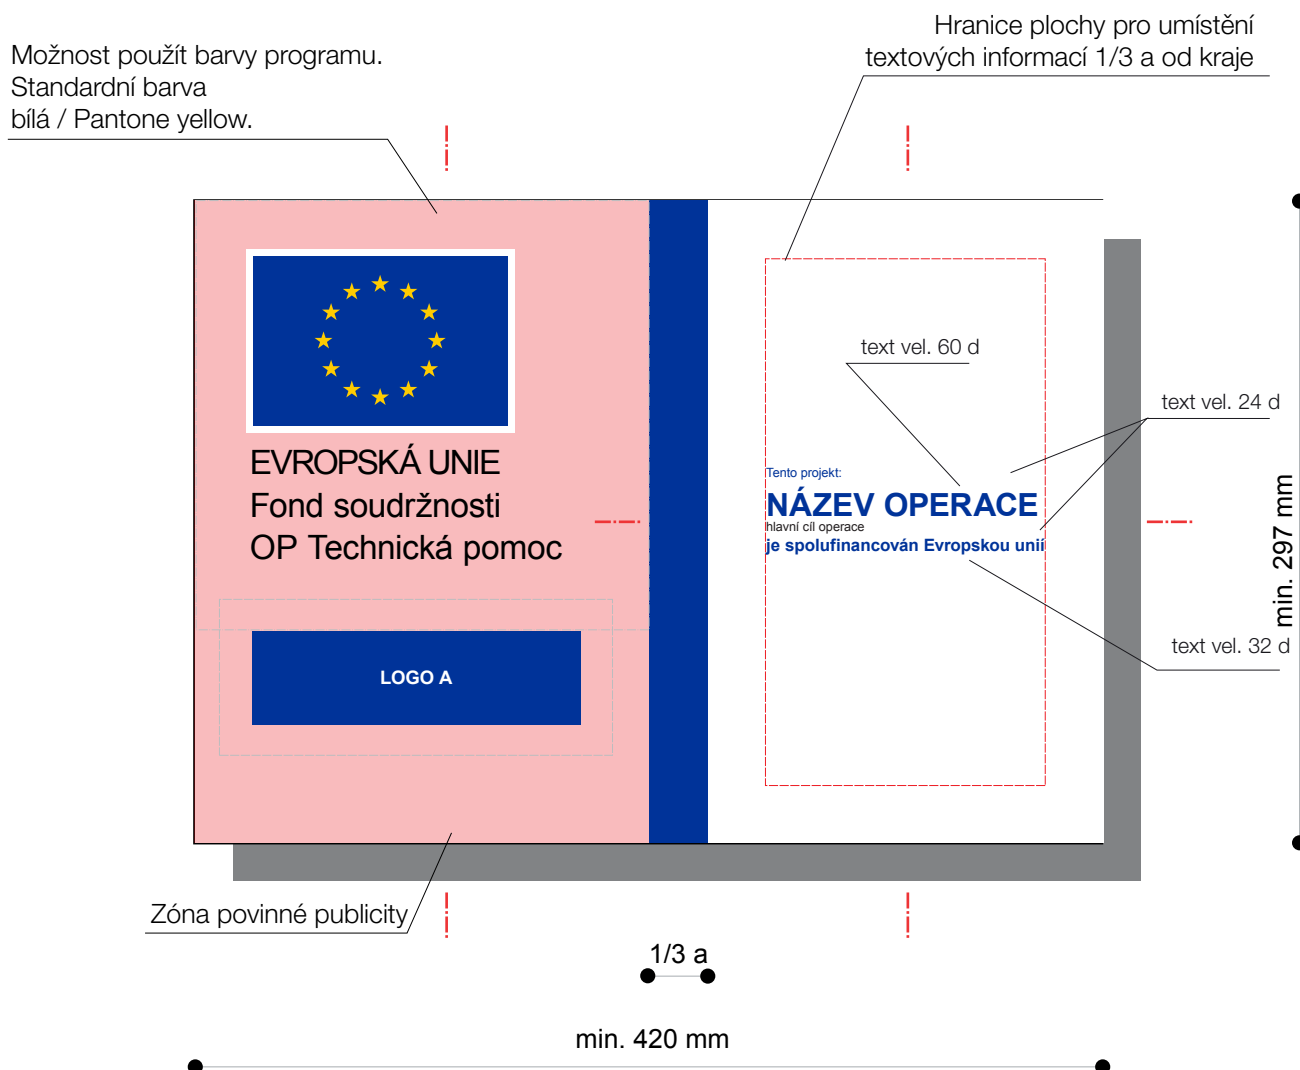 Hranice plochy pro umístění
textových informací 1/3 a od kraje
Možnost použít barvy programu.
Standardní barva
bílá / Pantone yellow.
text vel. 60 d
text vel. 24 d
EVROPSKÁ UNIE
Fond soudržnosti
OP Technická pomoc
Tento projekt:
NÁZEV OPERACE
hlavní cíl operace
je spolufinancován Evropskou unií
min. 297 mm
text vel. 32 d
LOGO A
Zóna povinné publicity
1/3 a
min. 420 mm